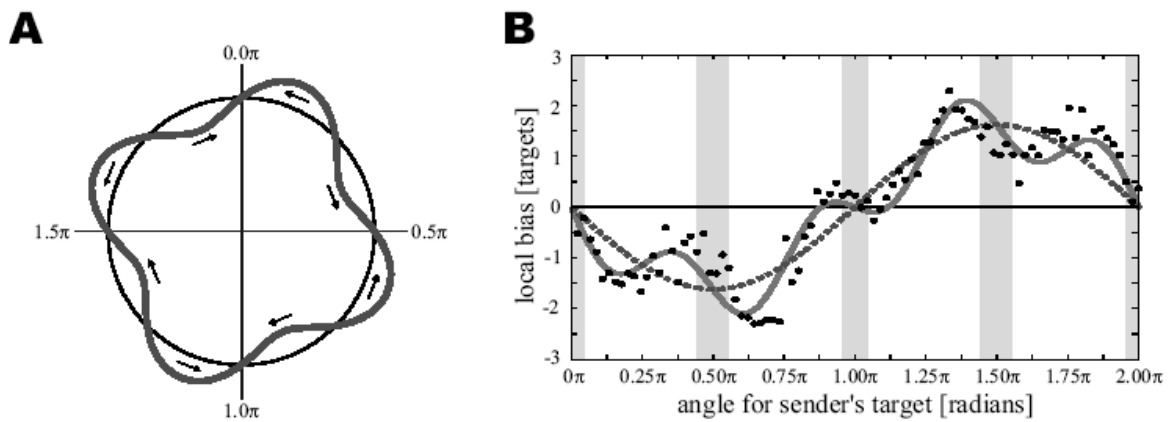 A
0.0π
1.5π
0.5π
1.0π
B
local bias [targets]
3
2
1
0
-1
-2
-3
0π 0.25π 0.50π 0.75π 1.00π 1.25π 1.50π 1.75π 2.00π
angle for sender's target [radians]